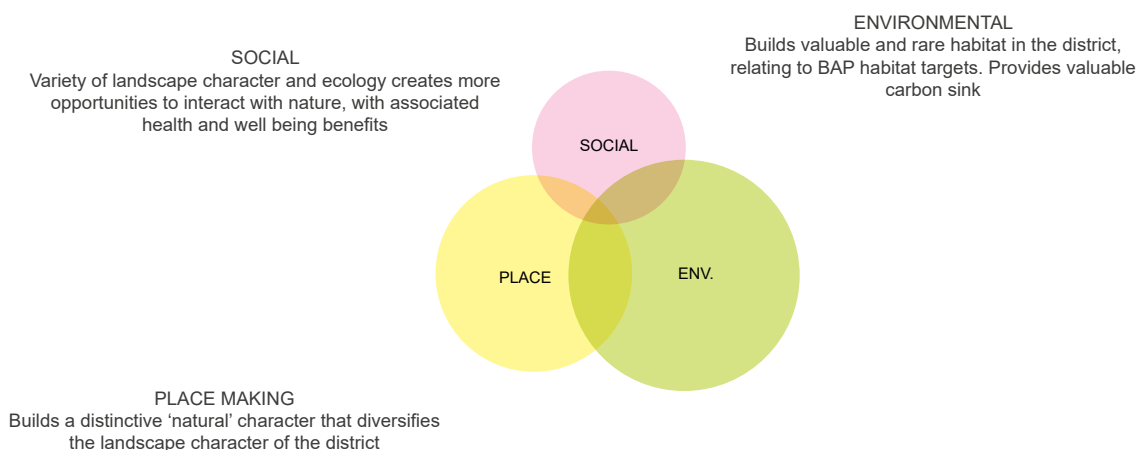 SOCIAL
Variety of landscape character and ecology creates more
opportunities to interact with nature, with associated
health and well being benefits
ENVIRONMENTAL
Builds valuable and rare habitat in the district,
relating to BAP habitat targets. Provides valuable
carbon sink
SOCIAL
PLACE
ENV.
PLACE MAKING
Builds a distinctive ‘natural’ character that diversifies
the landscape character of the district